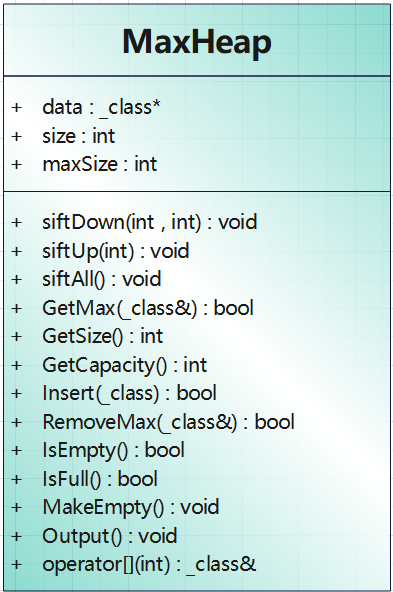 MaxHeap
+ data : _class*
+ size : int
+ maxSize : int
+ siftDown(int , int) : void
+ siftUp(int) : void
+ siftAll() : void
+ GetMax(_class&) : bool
+ GetSize() : int
+ GetCapacity() : int
+ Insert(_class) : bool
+ RemoveMax(_class&) : bool
+ IsEmpty() : bool
+ IsFull() : bool
+ MakeEmpty() : void
+ Output() : void
+ operator[](int) : _class&